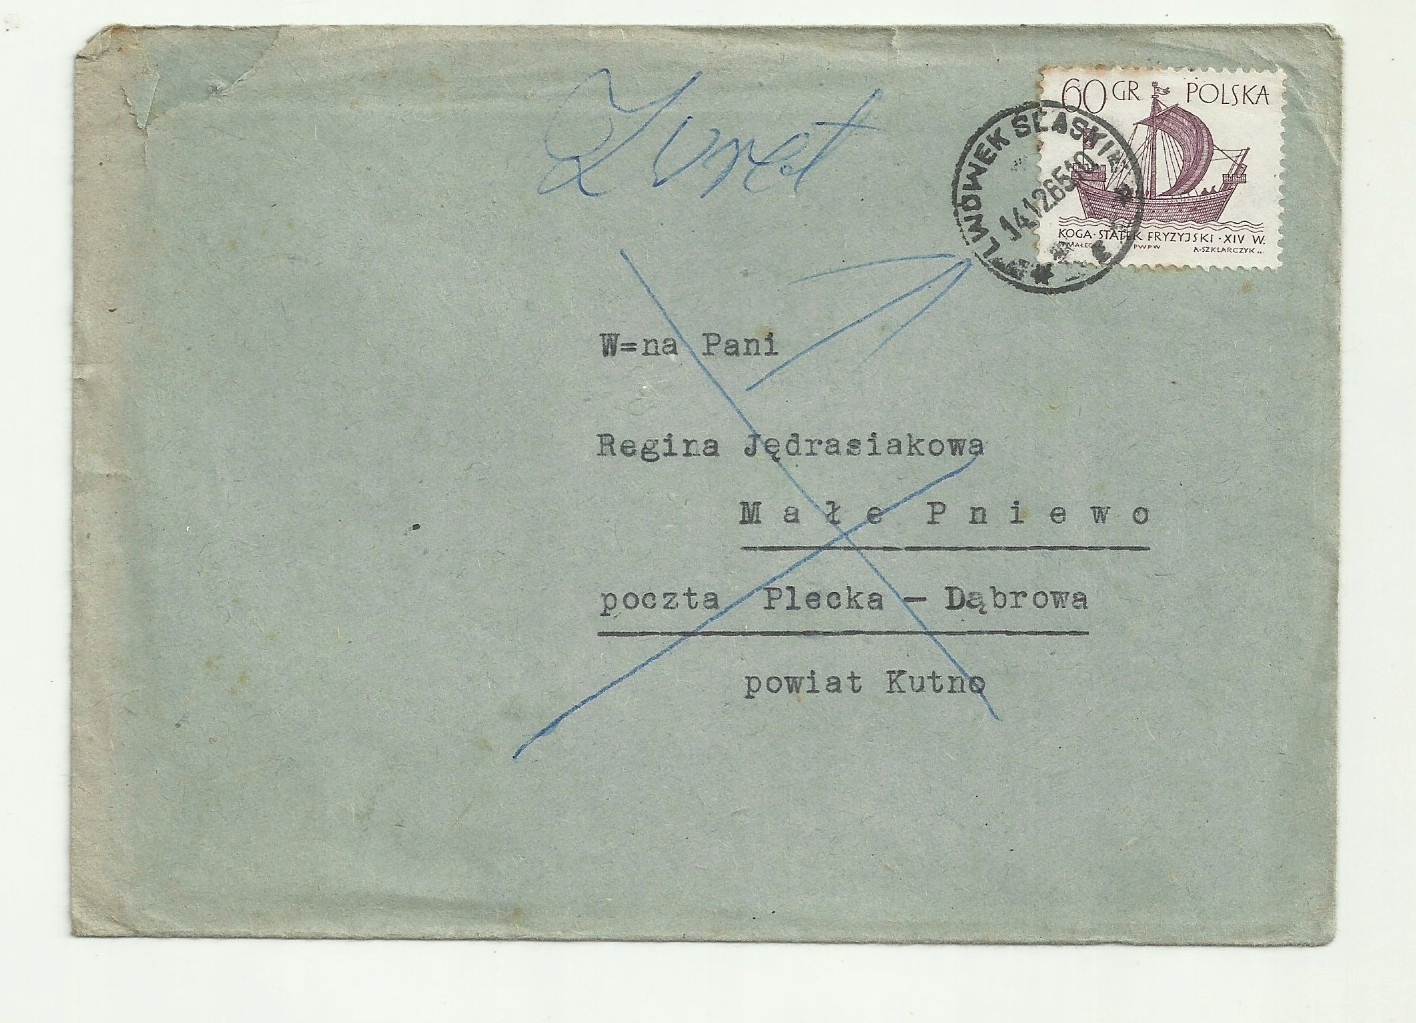 Zwrot
60 GR POLSKA
KOGA · STATEK FRYZYJSKI · XIV W.
PWPW A·SZKLARCZYK
LWÓWEK ŚLĄSKI
W=na Pani
Regina Jędrasiakowa
Małe Pniewo
poczta Plecka — Dąbrowa
powiat Kutno